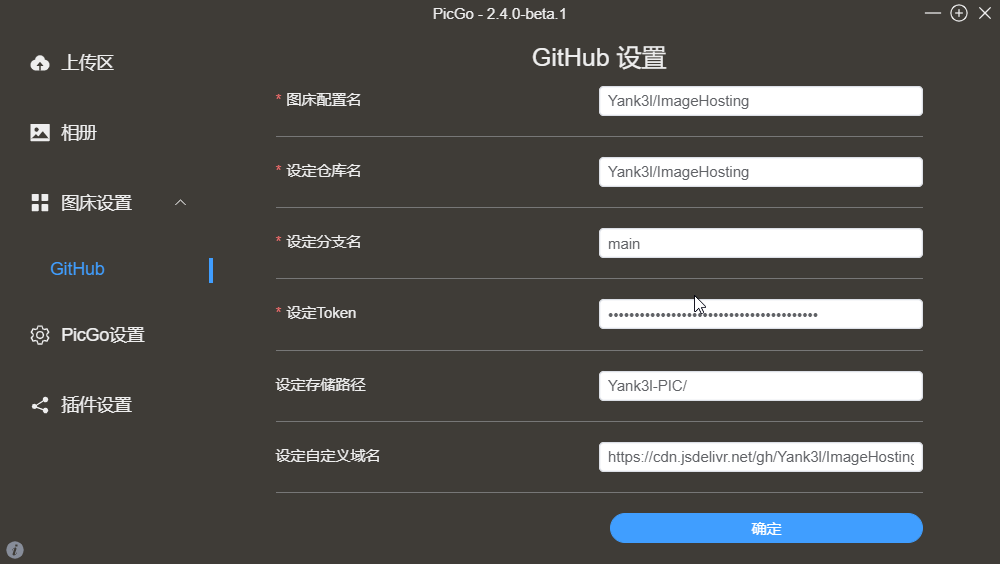 PicGo - 2.4.0-beta.1
上传区
相册
图床设置
GitHub
PicGo设置
插件设置
GitHub 设置
* 图床配置名
Yank3l/ImageHosting
* 设定仓库名
Yank3l/ImageHosting
* 设定分支名
main
* 设定Token
设定存储路径
Yank3l-PIC/
设定自定义域名
https://cdn.jsdelivr.net/gh/Yank3l/ImageHosting
确定